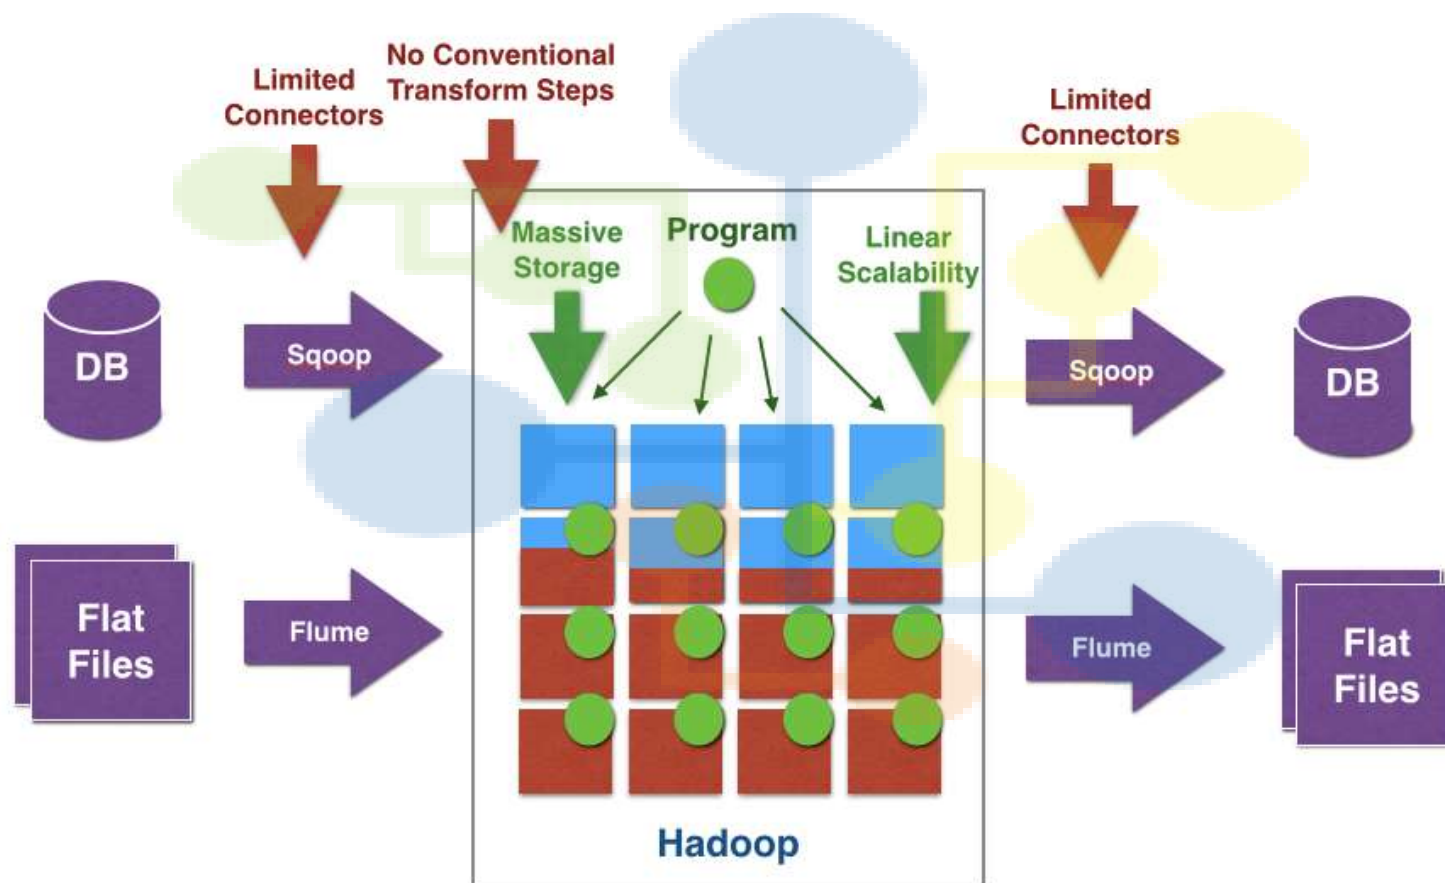 No Conventional
Transform Steps
Limited
Connectors
Limited
Connectors
Massive
Storage
Program
Linear
Scalability
DB
Sqoop
Sqoop
DB
Flat
Files
Flume
Flume
Flat
Files
Hadoop